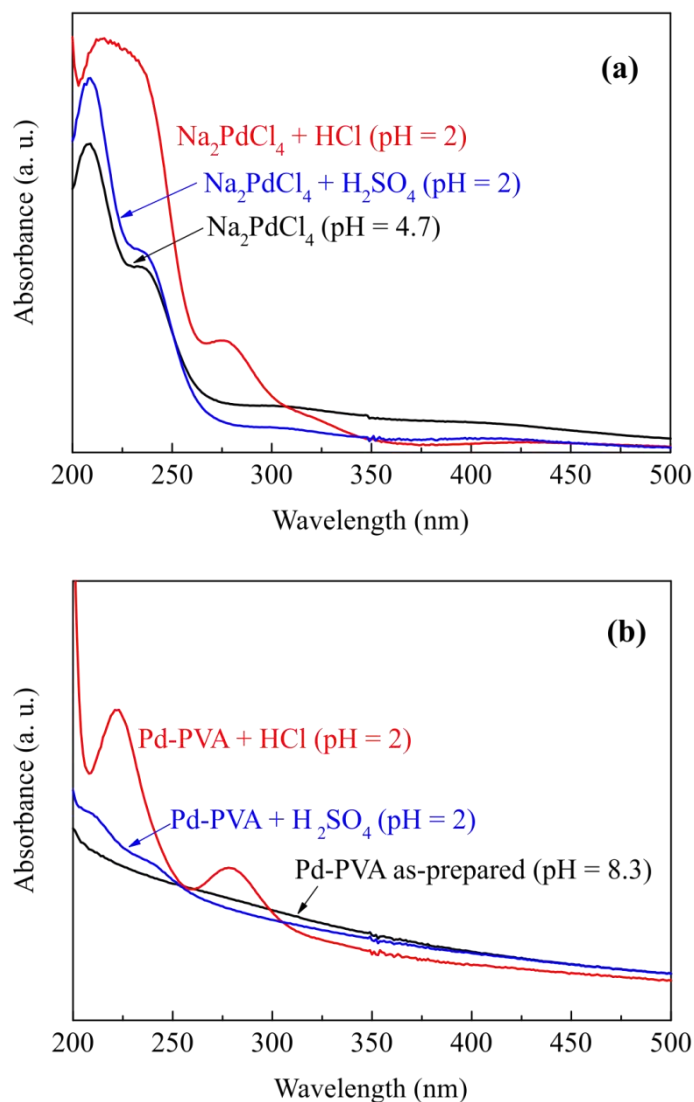 (a)
Na₂PdCl₄ + HCl (pH = 2)
Na₂PdCl₄ + H₂SO₄ (pH = 2)
Na₂PdCl₄ (pH = 4.7)
Absorbance (a. u.)
200 250 300 350 400 450 500
Wavelength (nm)
(b)
Pd-PVA + HCl (pH = 2)
Pd-PVA + H₂SO₄ (pH = 2)
Pd-PVA as-prepared (pH = 8.3)
Absorbance (a. u.)
200 250 300 350 400 450 500
Wavelength (nm)